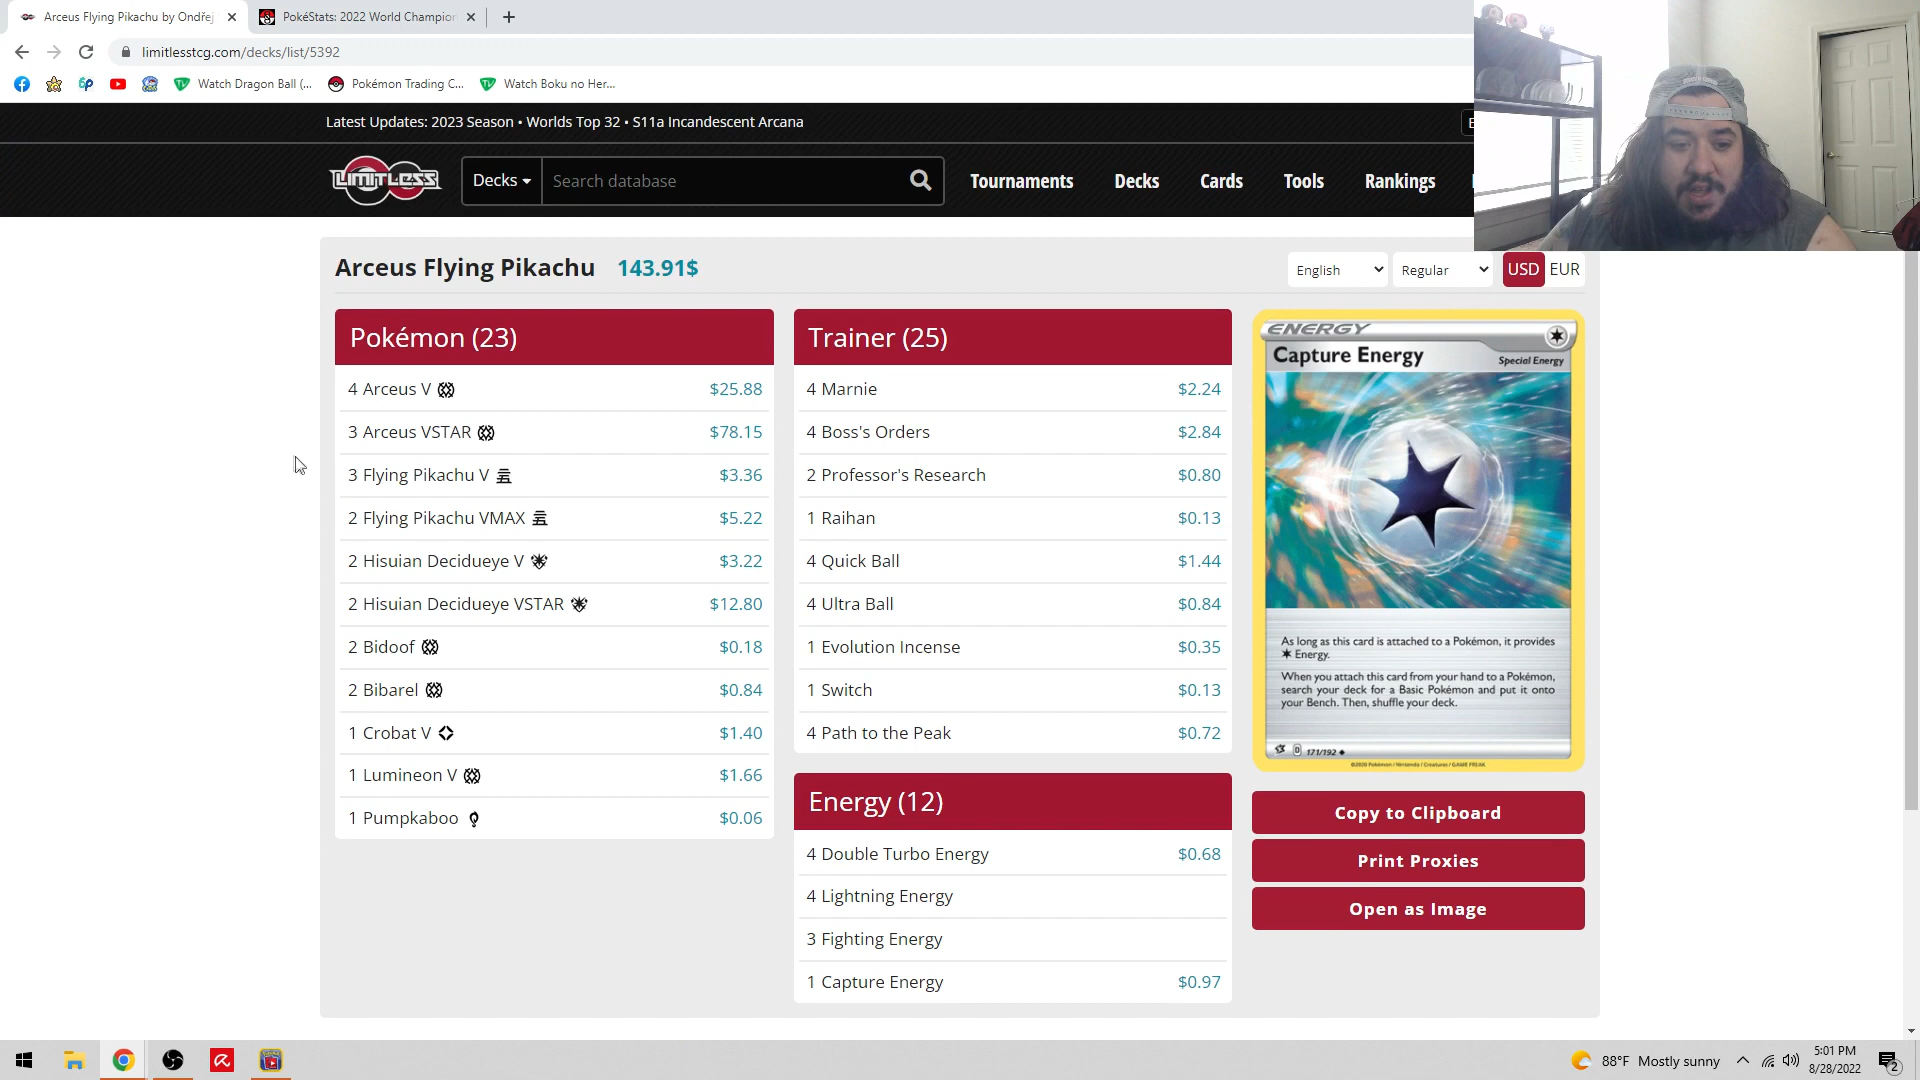 Arceus Flying Pikachu by Ondřej
PokéStats: 2022 World Champion
limitlesstcg.com/decks/list/5392
Watch Dragon Ball (...
Pokémon Trading C...
Watch Boku no Her...
Latest Updates: 2023 Season • Worlds Top 32 • S11a Incandescent Arcana
LIMITLESS
Decks
Search database
Tournaments
Decks
Cards
Tools
Rankings
Arceus Flying Pikachu 143.91$
English
Regular
USD
EUR
Pokémon (23)
4 Arceus V $25.88
3 Arceus VSTAR $78.15
3 Flying Pikachu V $3.36
2 Flying Pikachu VMAX $5.22
2 Hisuian Decidueye V $3.22
2 Hisuian Decidueye VSTAR $12.80
2 Bidoof $0.18
2 Bibarel $0.84
1 Crobat V $1.40
1 Lumineon V $1.66
1 Pumpkaboo $0.06
Trainer (25)
4 Marnie $2.24
4 Boss's Orders $2.84
2 Professor's Research $0.80
1 Raihan $0.13
4 Quick Ball $1.44
4 Ultra Ball $0.84
1 Evolution Incense $0.35
1 Switch $0.13
4 Path to the Peak $0.72
Energy (12)
4 Double Turbo Energy $0.68
4 Lightning Energy
3 Fighting Energy
1 Capture Energy $0.97
ENERGY
Capture Energy
Special Energy
As long as this card is attached to a Pokémon, it provides
Energy.
When you attach this card from your hand to a Pokémon,
search your deck for a Basic Pokémon and put it onto
your Bench. Then, shuffle your deck.
D 171/192
©2020 Pokémon / Nintendo / Creatures / GAME FREAK
Copy to Clipboard
Print Proxies
Open as Image
88°F Mostly sunny
5:01 PM
8/28/2022
2